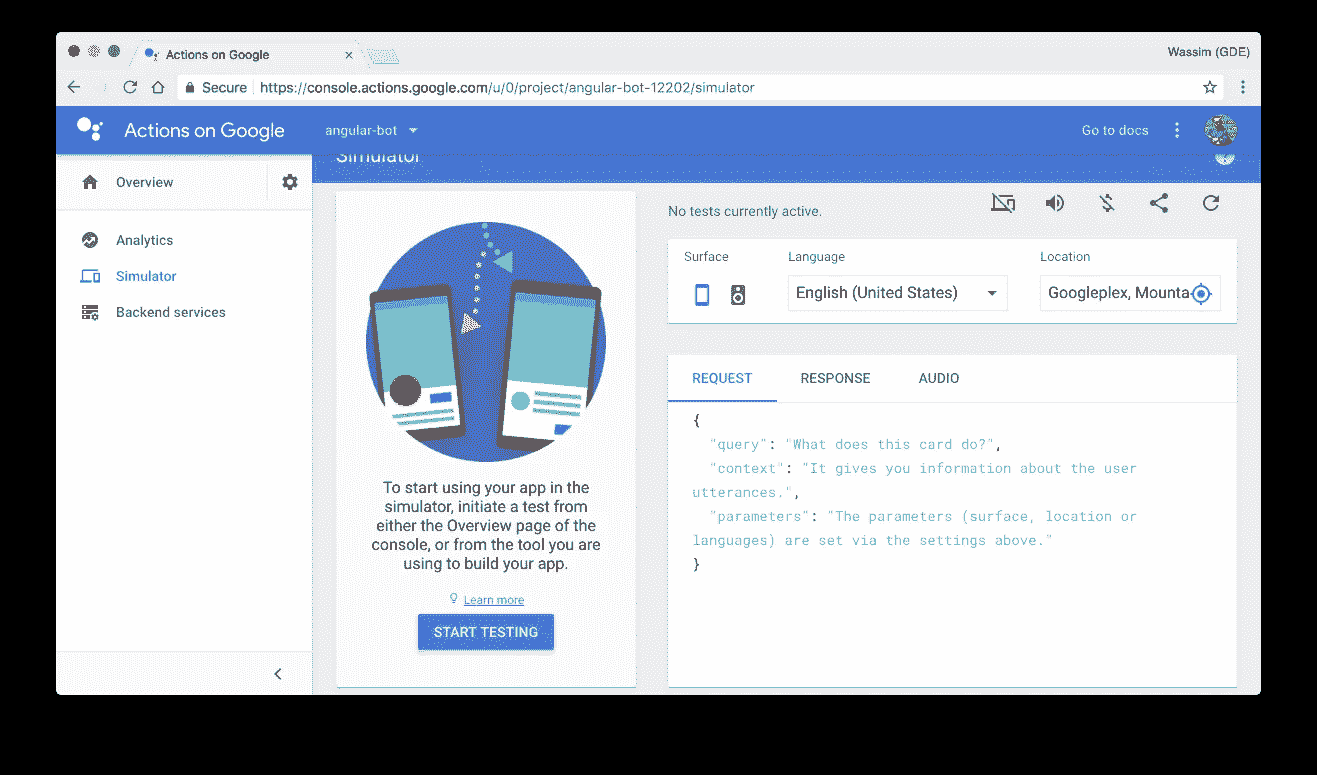 Actions on Google
Wassim (GDE)
Secure
https://console.actions.google.com/u/0/project/angular-bot-12202/simulator
Actions on Google
angular-bot
Go to docs
Simulator
Overview
Analytics
Simulator
Backend services
To start using your app in the
simulator, initiate a test from
either the Overview page of the
console, or from the tool you are
using to build your app.
Learn more
START TESTING
No tests currently active.
Surface
Language
Location
English (United States)
Googleplex, Mounta
REQUEST
RESPONSE
AUDIO
{
"query": "What does this card do?",
"context": "It gives you information about the user
utterances.",
"parameters": "The parameters (surface, location or
languages) are set via the settings above."
}